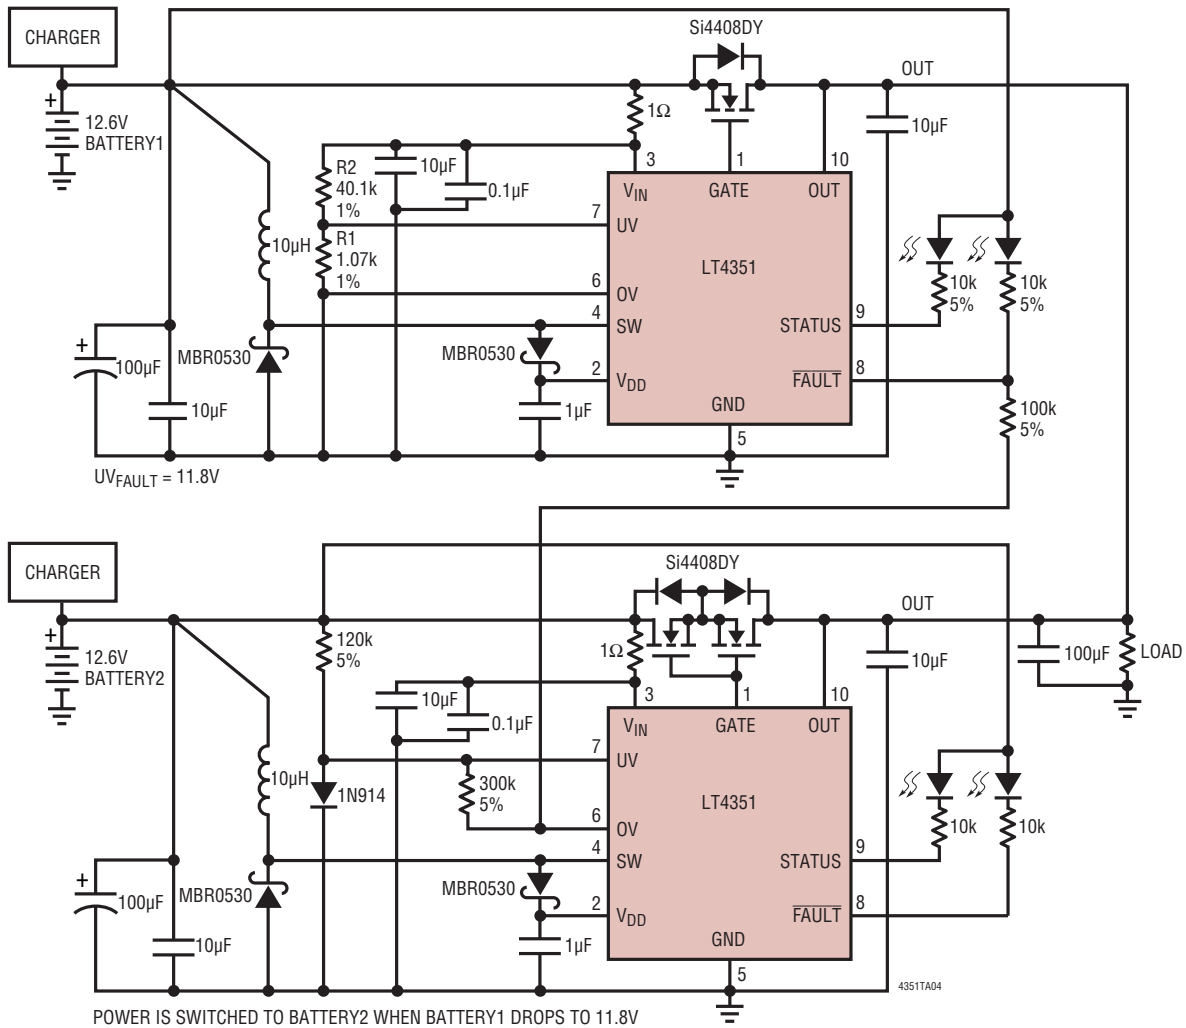 CHARGER
Si4408DY
OUT
+
12.6V
BATTERY1
1Ω
10µF
R2
40.1k
1%
10µF
0.1µF
3
1
10
VIN
GATE
OUT
7
UV
10µH
R1
1.07k
1%
LT4351
6
OV
10k
5%
10k
5%
4
SW
STATUS
9
+
100µF
MBR0530
MBR0530
2
VDD
FAULT
8
10µF
1µF
GND
5
100k
5%
UVFAULT = 11.8V
CHARGER
Si4408DY
OUT
+
12.6V
BATTERY2
120k
5%
1Ω
10µF
100µF
LOAD
10µF
0.1µF
3
1
10
VIN
GATE
OUT
7
UV
10µH
1N914
300k
5%
LT4351
6
OV
10k
10k
4
SW
STATUS
9
+
100µF
MBR0530
MBR0530
2
VDD
FAULT
8
10µF
1µF
GND
5
4351TA04
POWER IS SWITCHED TO BATTERY2 WHEN BATTERY1 DROPS TO 11.8V